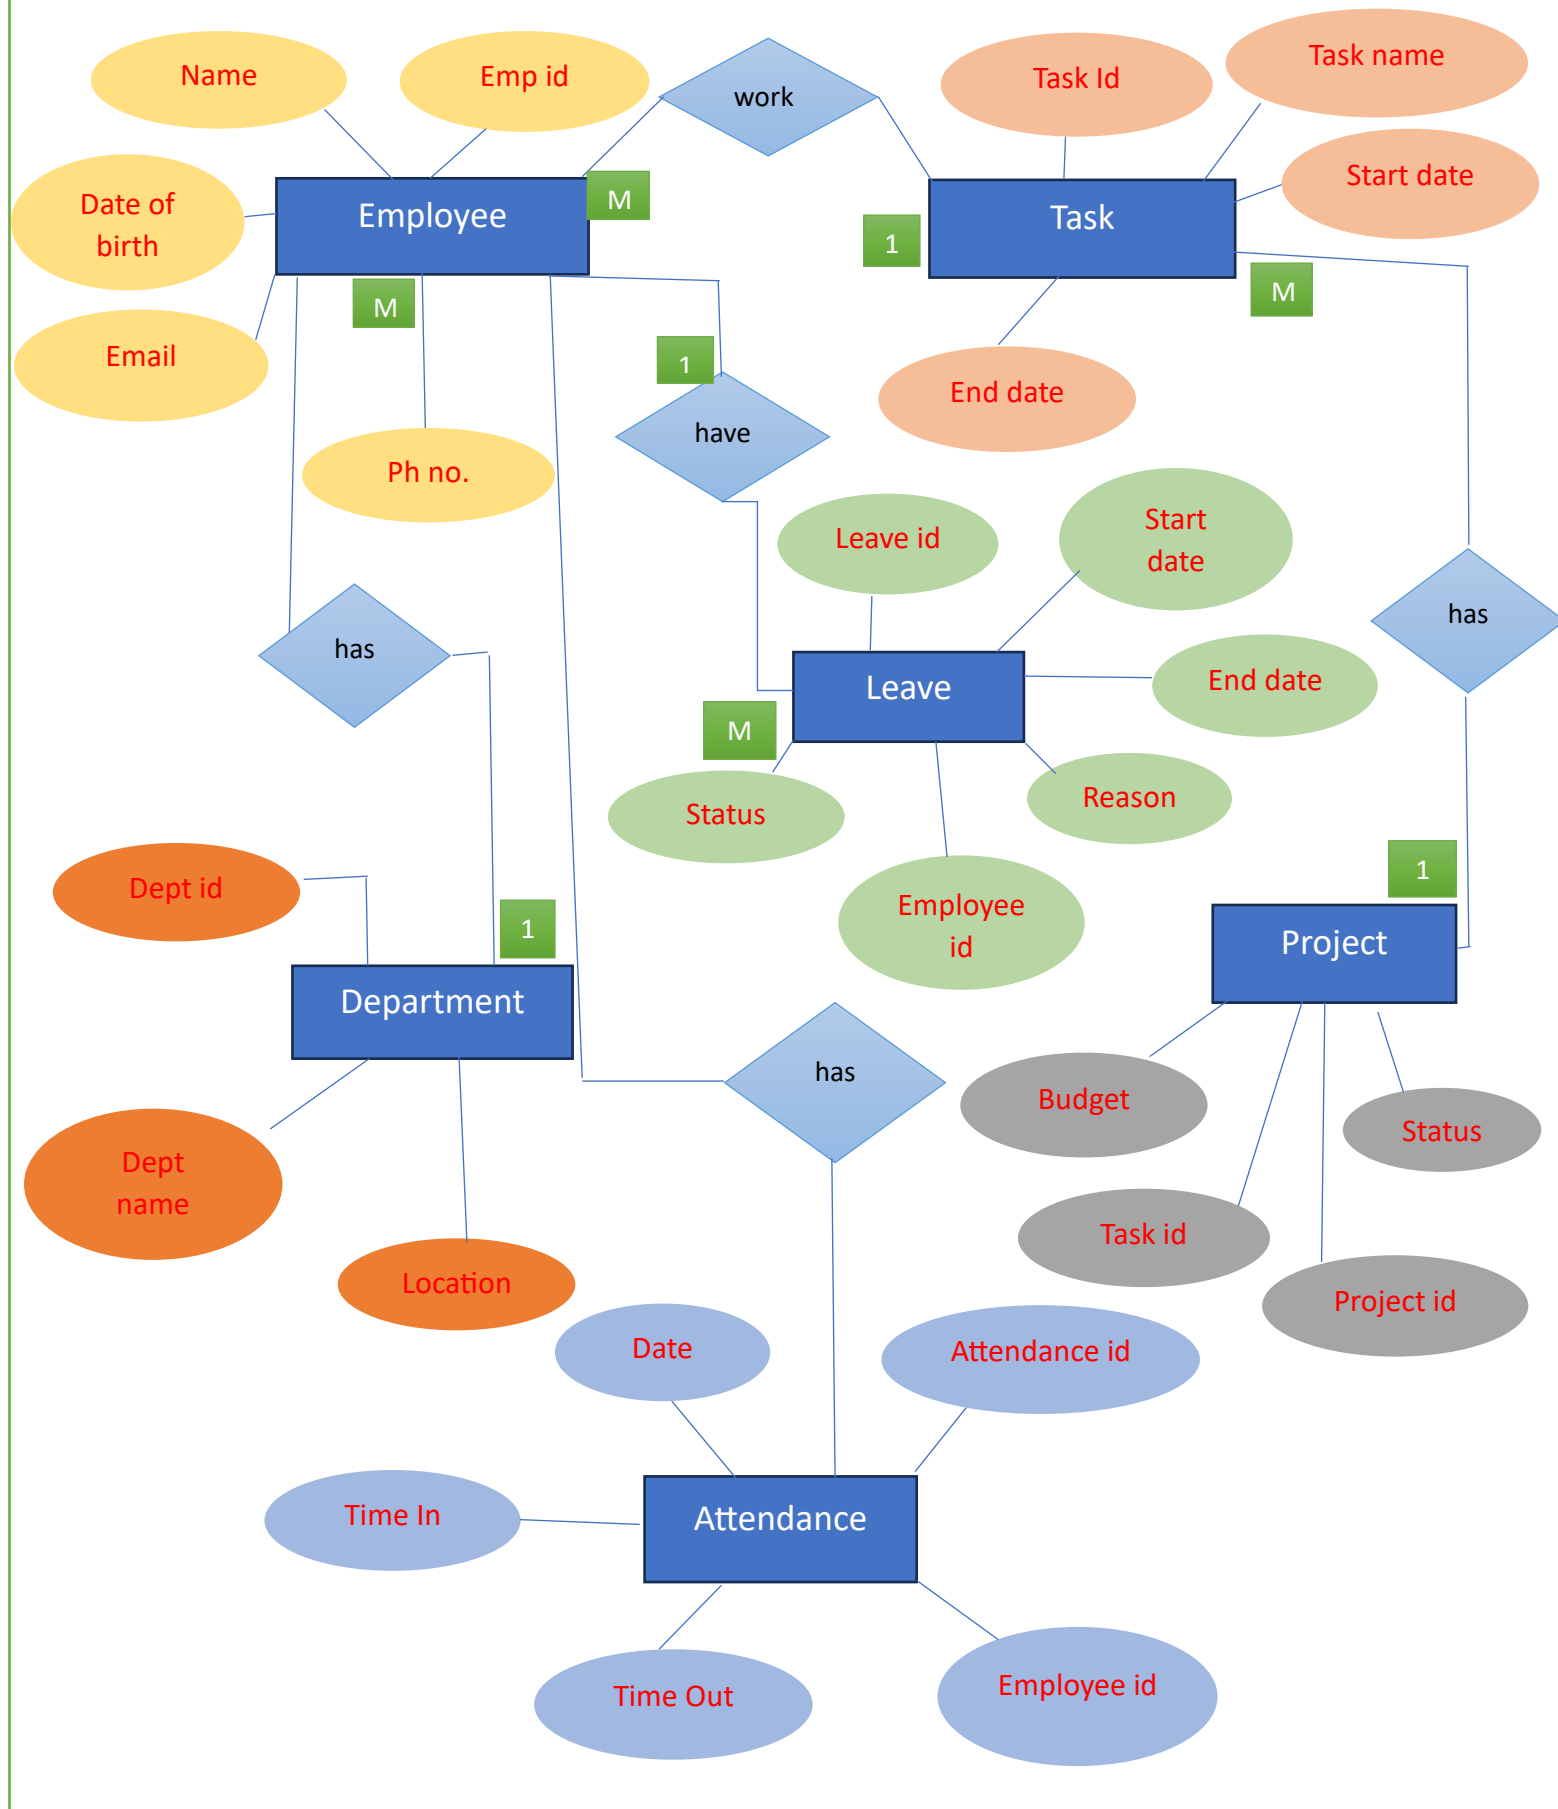 Name
Emp id
work
Task Id
Task name
Date of
birth
Employee
M
Task
Start date
1
M
M
Email
1
End date
have
Ph no.
Leave id
Start
date
has
has
Leave
End date
M
Status
Reason
Dept id
1
Employee
id
1
Project
Department
has
Budget
Status
Dept
name
Task id
Location
Project id
Date
Attendance id
Time In
Attendance
Time Out
Employee id